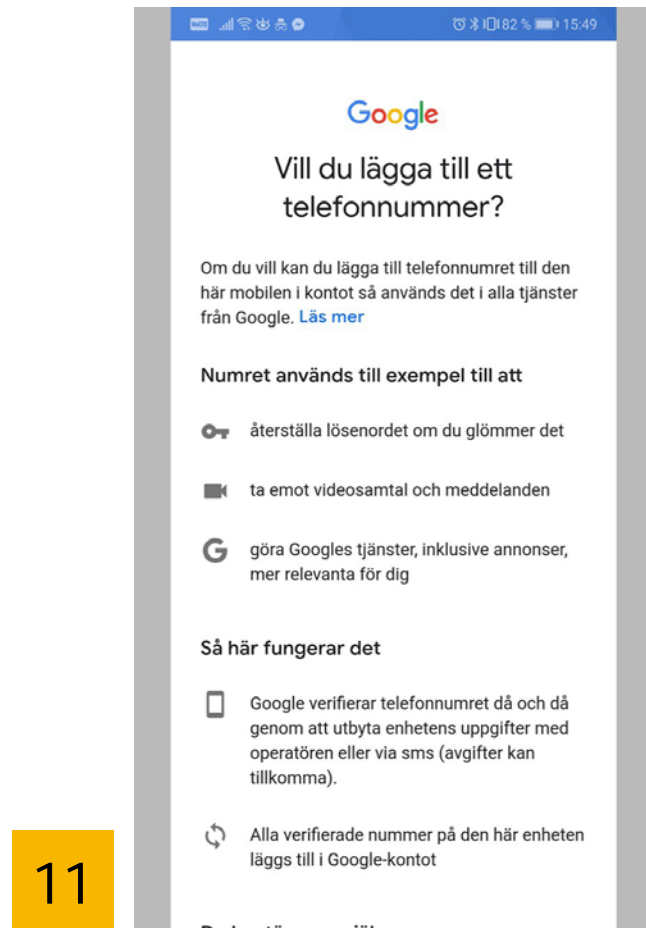 82 % 15:49
Google
Vill du lägga till ett
telefonnummer?
Om du vill kan du lägga till telefonnumret till den
här mobilen i kontot så används det i alla tjänster
från Google. Läs mer
Numret används till exempel till att
återställa lösenordet om du glömmer det
ta emot videosamtal och meddelanden
G göra Googles tjänster, inklusive annonser,
mer relevanta för dig
Så här fungerar det
Google verifierar telefonnumret då och då
genom att utbyta enhetens uppgifter med
operatören eller via sms (avgifter kan
tillkomma).
Alla verifierade nummer på den här enheten
läggs till i Google-kontot
11